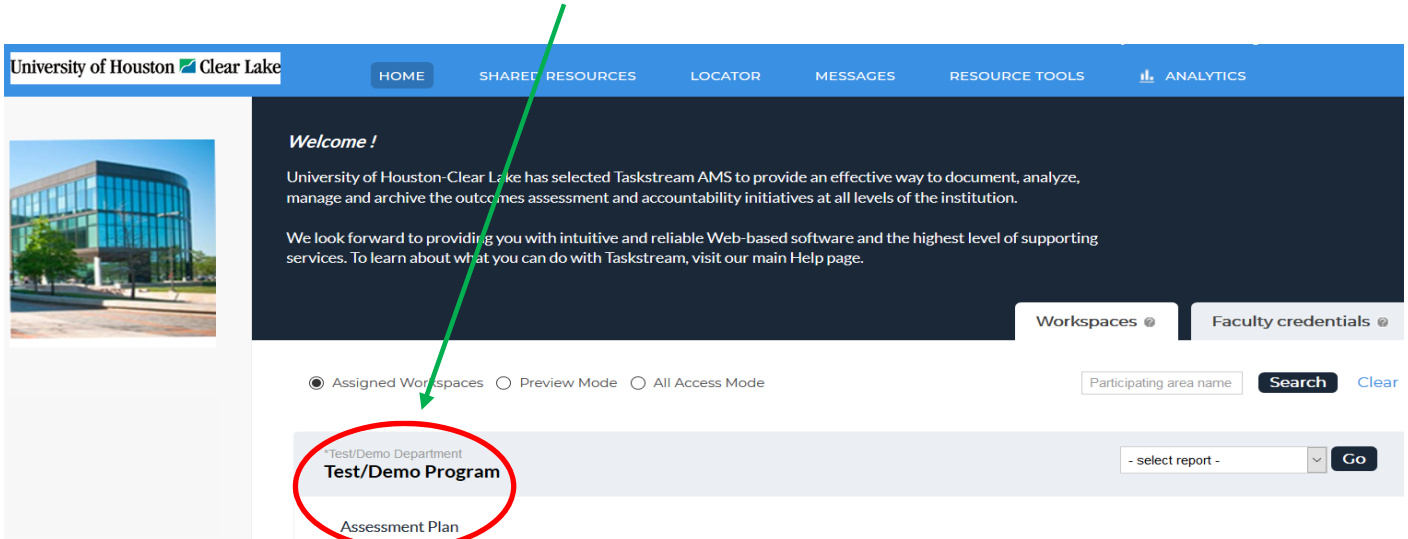 University of Houston Clear Lake
HOME SHARED RESOURCES LOCATOR MESSAGES RESOURCE TOOLS ANALYTICS
Welcome !
University of Houston-Clear Lake has selected Taskstream AMS to provide an effective way to document, analyze,
manage and archive the outcomes assessment and accountability initiatives at all levels of the institution.
We look forward to providing you with intuitive and reliable Web-based software and the highest level of supporting
services. To learn about what you can do with Taskstream, visit our main Help page.
Workspaces ? Faculty credentials ?
Assigned Workspaces Preview Mode All Access Mode Participating area name Search Clear
*Test/Demo Department
Test/Demo Program
- select report - Go
Assessment Plan